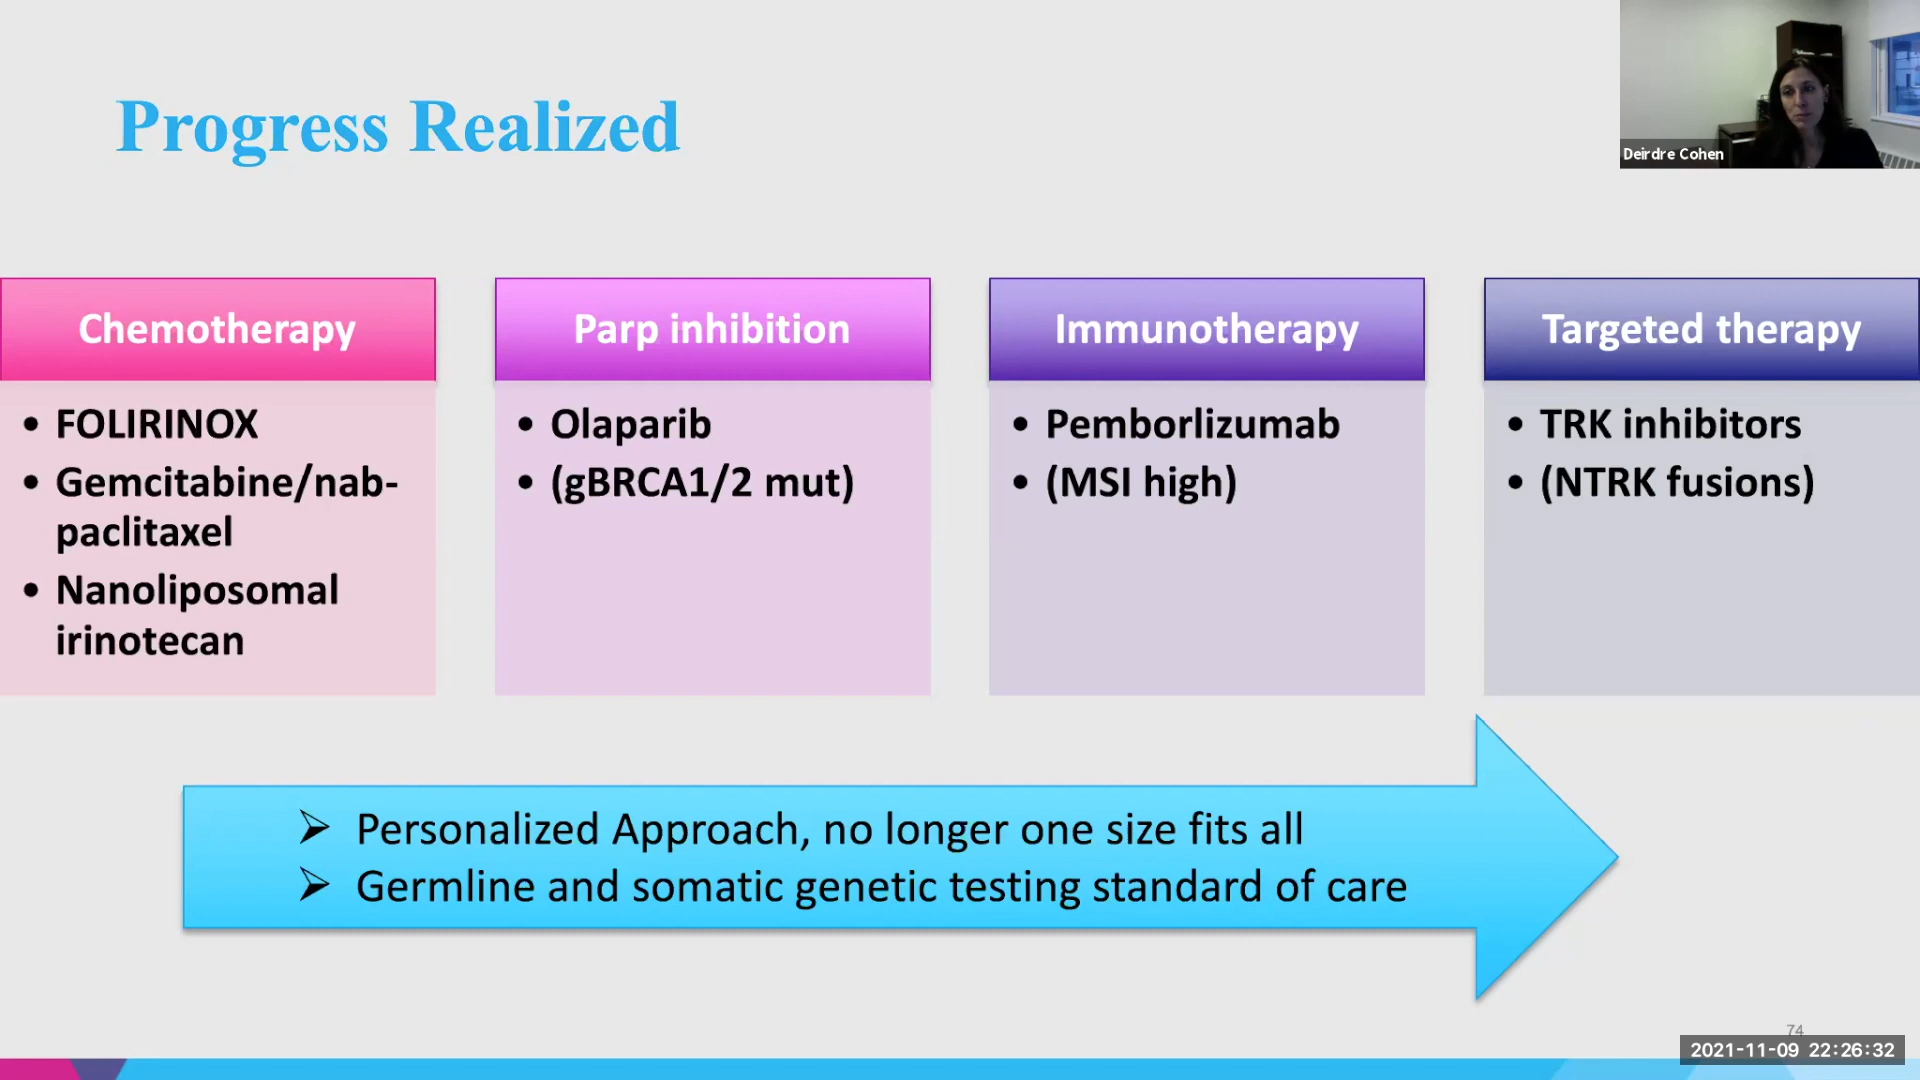 Progress Realized
Deirdre Cohen
Chemotherapy
• FOLIRINOX
• Gemcitabine/nab-
paclitaxel
• Nanoliposomal
irinotecan
Parp inhibition
• Olaparib
• (gBRCA1/2 mut)
Immunotherapy
• Pemborlizumab
• (MSI high)
Targeted therapy
• TRK inhibitors
• (NTRK fusions)
➢ Personalized Approach, no longer one size fits all
➢ Germline and somatic genetic testing standard of care
74
2021-11-09 22:26:32